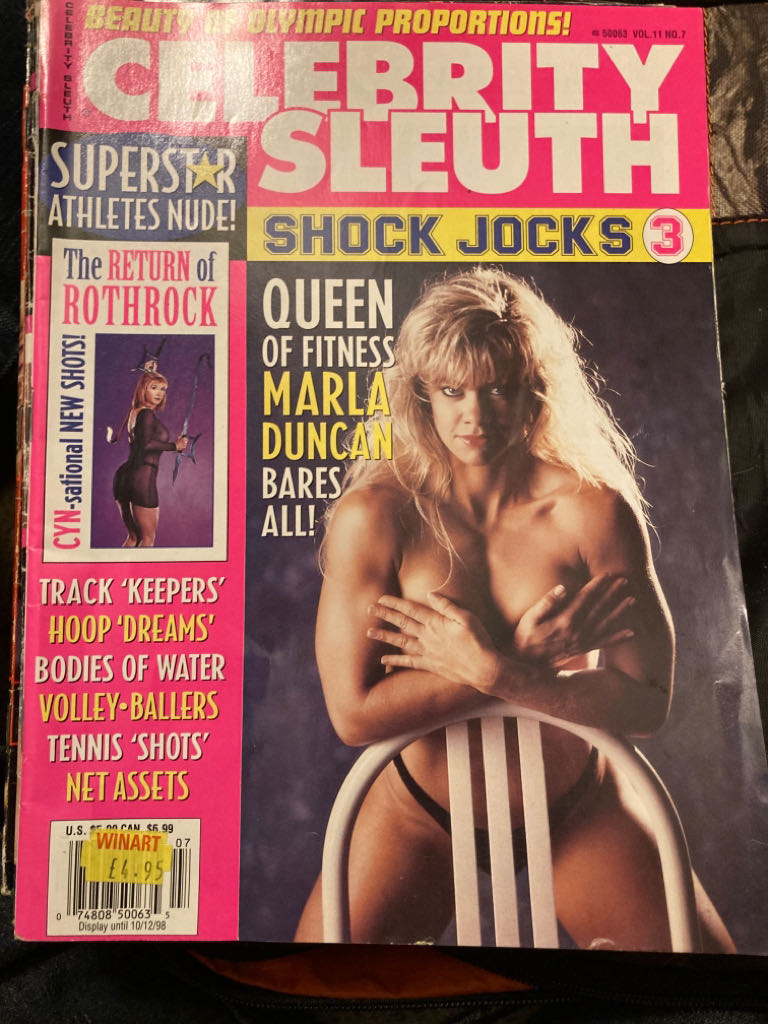 BEAUTY OF OLYMPIC PROPORTIONS!
50063 VOL.11 NO.7
CELEBRITY SLEUTH
CELEBRITY
SLEUTH
SUPERSTAR
ATHLETES NUDE!
SHOCK JOCKS 3
The RETURN of
ROTHROCK
CYN-sational NEW SHOTS!
QUEEN
OF FITNESS
MARLA
DUNCAN
BARES
ALL!
TRACK 'KEEPERS'
HOOP 'DREAMS'
BODIES OF WATER
VOLLEY•BALLERS
TENNIS 'SHOTS'
NET ASSETS
U.S. CAN. $6.99
WINART
£4.95
07
0 74808 50063 5
Display until 10/12/98